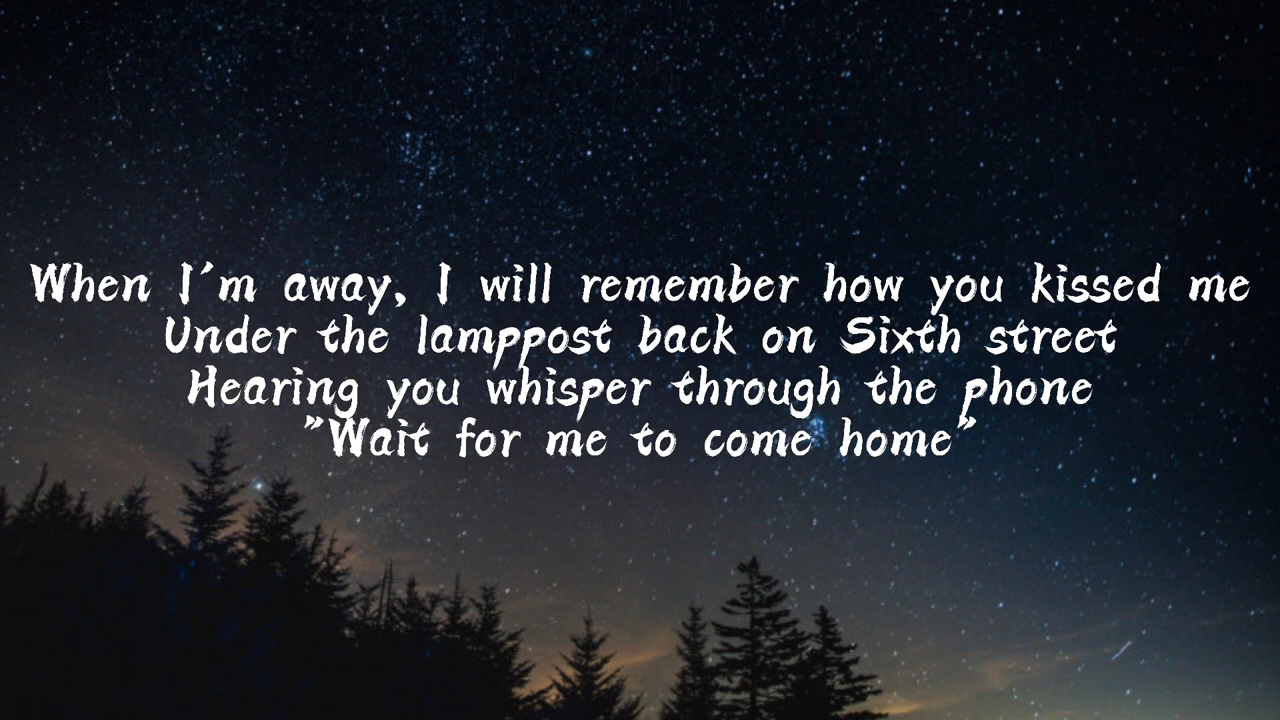 When I'm away, I will remember how you kissed me
Under the lamppost back on Sixth street
Hearing you whisper through the phone
"Wait for me to come home"